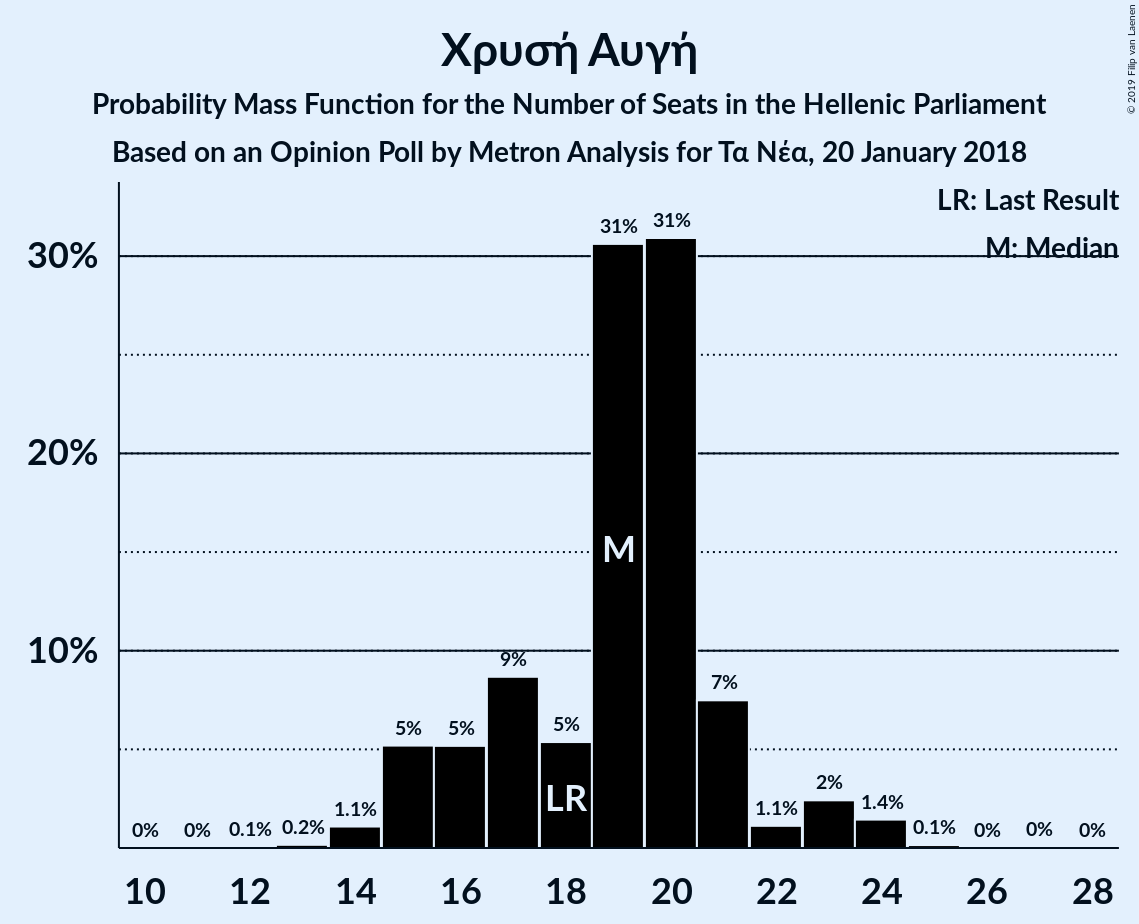 © 2019 Filip van Laenen
Χρυσή Αυγή
Probability Mass Function for the Number of Seats in the Hellenic Parliament
Based on an Opinion Poll by Metron Analysis for Τα Νέα, 20 January 2018
LR: Last Result
M: Median
30%
20%
10%
0%
0%
0.1%
0.2%
1.1%
5%
5%
9%
5%
31%
31%
7%
1.1%
2%
1.4%
0.1%
0%
0%
0%
M
LR
10 12 14 16 18 20 22 24 26 28